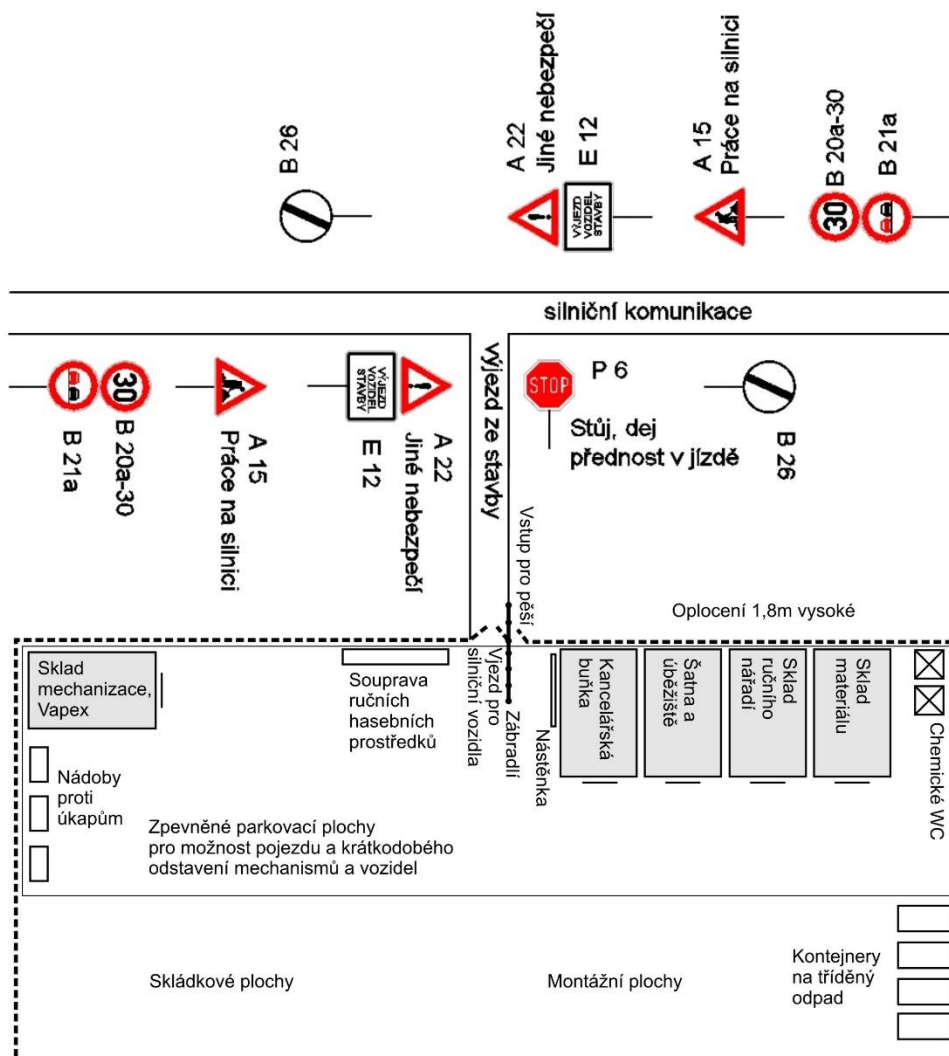 B 26
A 22
Jiné nebezpečí
E 12
VÝJEZD
VOZIDEL
STAVBY
A 15
Práce na silnici
B 20a-30
30
B 21a
silniční komunikace
B 21a
30
B 20a-30
A 15
Práce na silnici
VÝJEZD
VOZIDEL
STAVBY
E 12
A 22
Jiné nebezpečí
výjezd ze stavby
STOP
P 6
Stůj, dej
přednost v jízdě
B 26
Vstup pro pěší
Oplocení 1,8m vysoké
Sklad
mechanizace,
Vapex
Souprava
ručních
hasebních
prostředků
Vjezd pro
silniční vozidla
Zábradlí
Nástěnka
Kancelářská
buňka
Šatna a
úběžiště
Sklad
ručního
nářadí
Sklad
materiálu
Chemické WC
Nádoby
proti
úkapům
Zpevněné parkovací plochy
pro možnost pojezdu a krátkodobého
odstavení mechanismů a vozidel
Skládkové plochy
Montážní plochy
Kontejnery
na tříděný
odpad